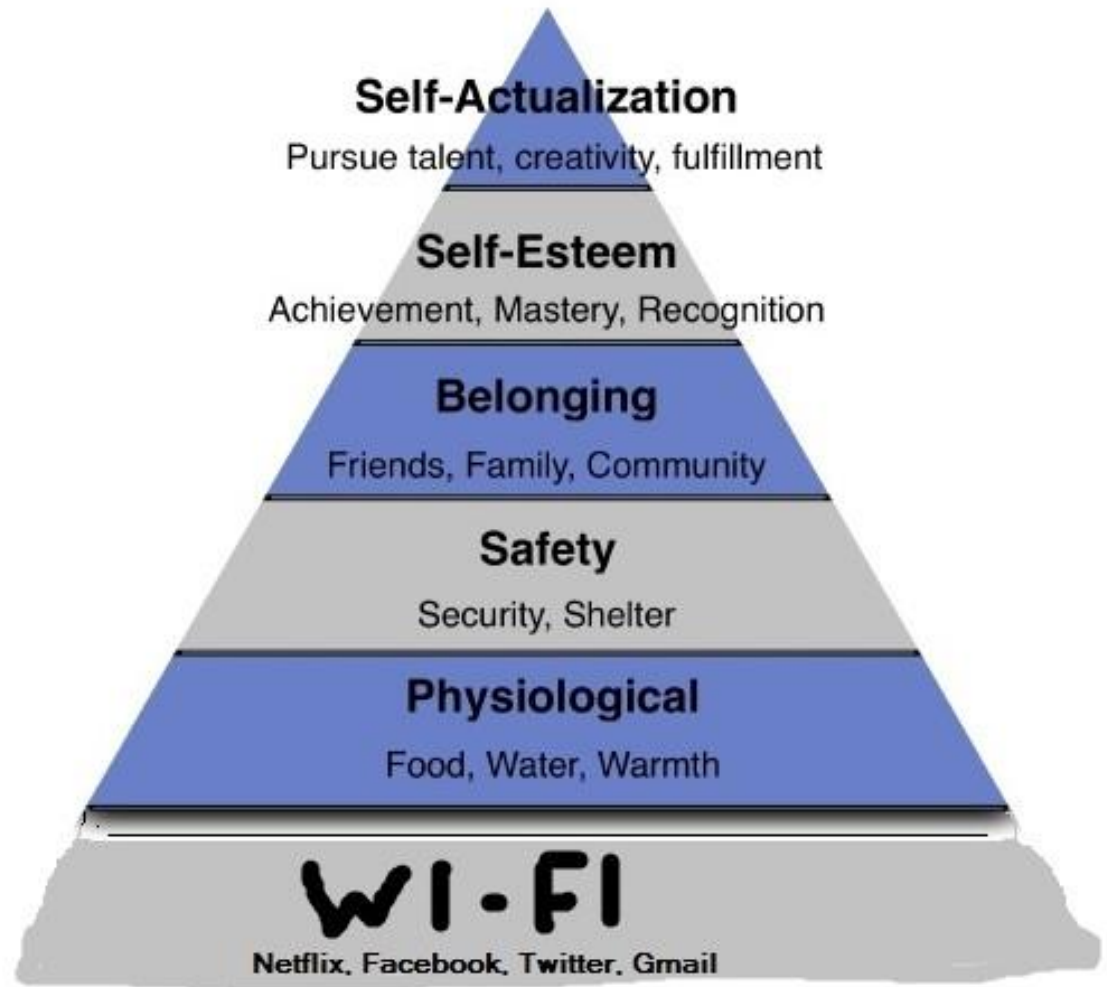 Self-Actualization
Pursue talent, creativity, fulfillment
Self-Esteem
Achievement, Mastery, Recognition
Belonging
Friends, Family, Community
Safety
Security, Shelter
Physiological
Food, Water, Warmth
WI-FI
Netflix, Facebook, Twitter, Gmail